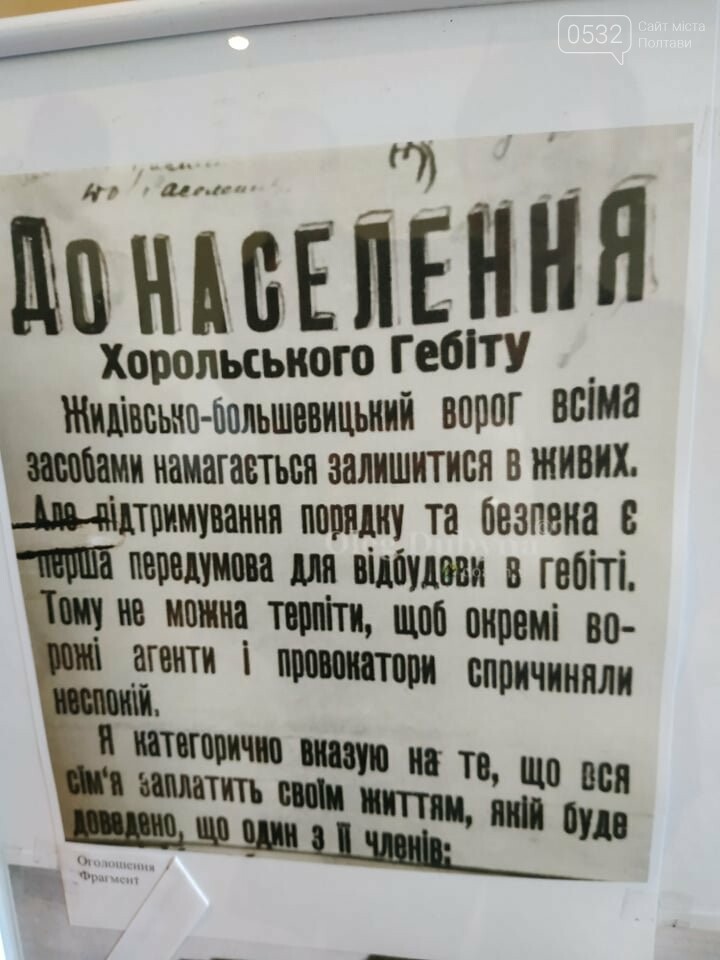 0532
Сайт міста
Полтави
ДО НАСЕЛЕННЯ
Хорольського Гебіту
Жидівсько-большевицький ворог всіма
засобами намагається залишитися в живих.
Але підтримування порядку та безпека є
перша передумова для відбудови в гебіті.
Тому не можна терпіти, щоб окремі во-
рожі агенти і провокатори спричиняли
неспокій.
Я категорично вказую на те, що вся
сім'я заплатить своїм життям, якій буде
доведено, що один з її членів:
Оголошення
Фрагмент